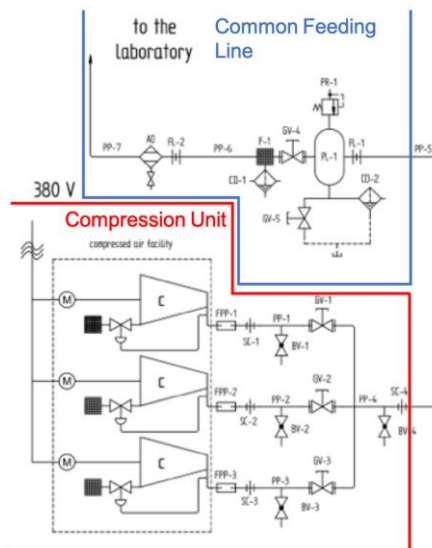 to the
laboratory
Common Feeding
Line
PR-1
GV-4
F-1
FL-1
PL-1
PP-7
AD
FL-2
PP-6
PP-5
CD-1
CD-2
GV-5
380 V
Compression Unit
compressed air facility
M
C
FPP-1
SC-1
PP-1
BV-1
GV-1
M
C
FPP-2
SC-2
PP-2
BV-2
GV-2
PP-4
SC-4
BV-4
M
C
FPP-3
SC-3
PP-3
BV-3
GV-3